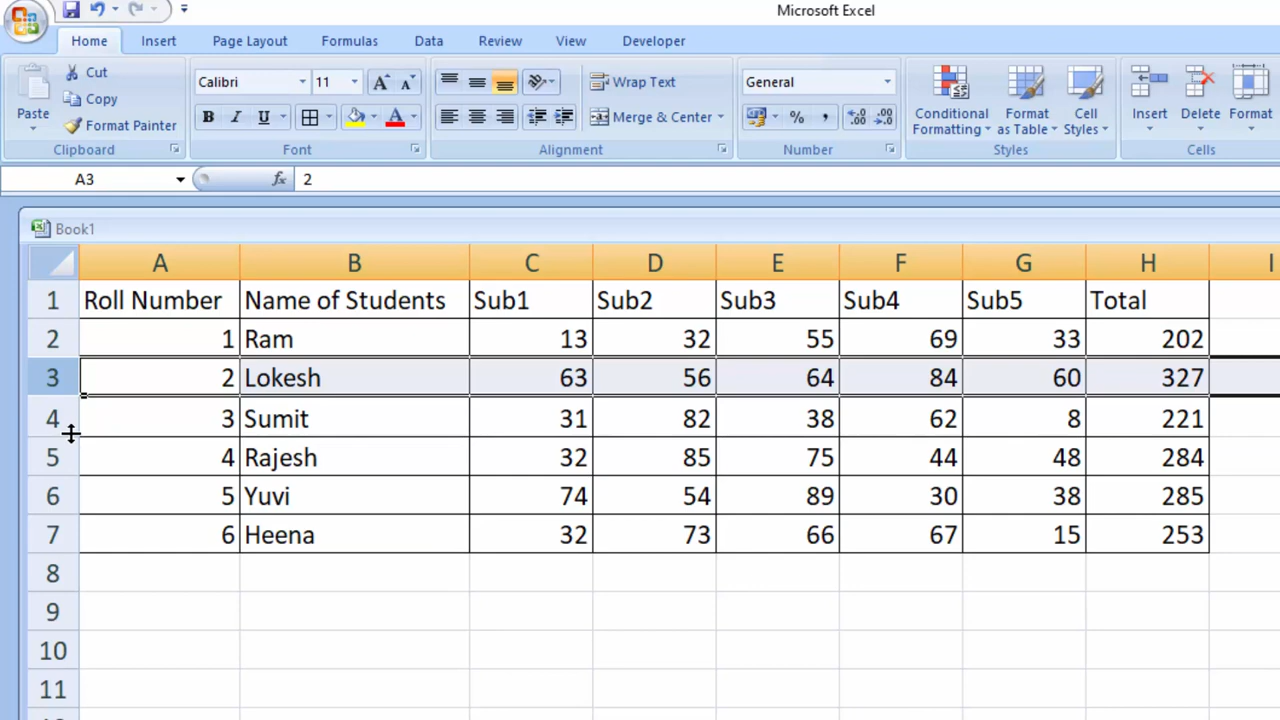 Microsoft Excel
Home Insert Page Layout Formulas Data Review View Developer
Paste
Cut
Copy
Format Painter
Clipboard
Calibri 11
B I U
Font
Wrap Text
Merge & Center
Alignment
General
Number
Conditional Formatting
Format as Table
Cell Styles
Styles
Insert Delete Format
Cells
A3 fx 2
Book1
A B C D E F G H I
1 Roll Number Name of Students Sub1 Sub2 Sub3 Sub4 Sub5 Total
2 1 Ram 13 32 55 69 33 202
3 2 Lokesh 63 56 64 84 60 327
4 3 Sumit 31 82 38 62 8 221
5 4 Rajesh 32 85 75 44 48 284
6 5 Yuvi 74 54 89 30 38 285
7 6 Heena 32 73 66 67 15 253
8
9
10
11